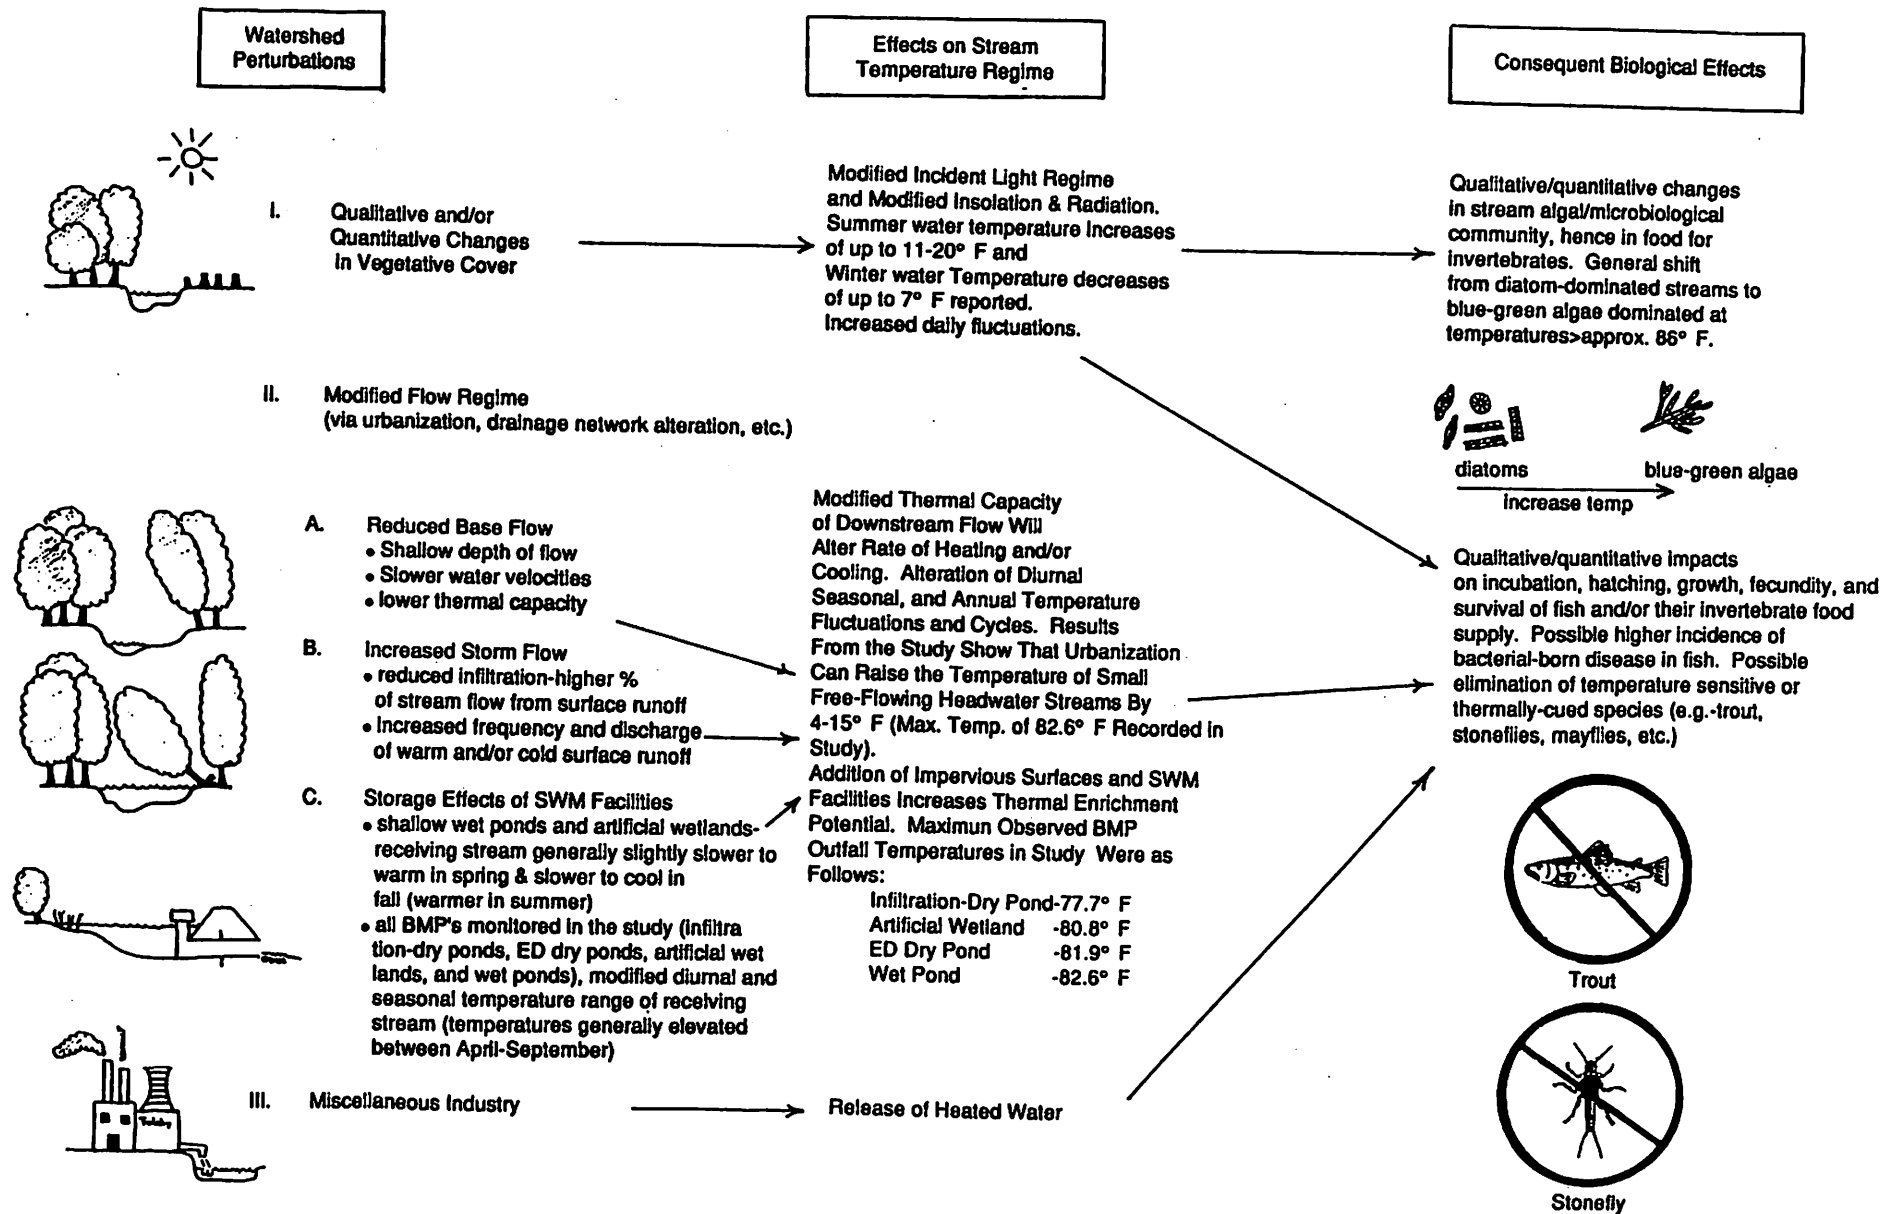 Watershed
Perturbations
Effects on Stream
Temperature Regime
Consequent Biological Effects
I.
Qualitative and/or
Quantitative Changes
in Vegetative Cover
Modified Incident Light Regime
and Modified Insolation & Radiation.
Summer water temperature increases
of up to 11-20° F and
Winter water Temperature decreases
of up to 7° F reported.
Increased daily fluctuations.
Qualitative/quantitative changes
in stream algal/microbiological
community, hence in food for
invertebrates. General shift
from diatom-dominated streams to
blue-green algae dominated at
temperatures>approx. 86° F.
diatoms
blue-green algae
increase temp
II.
Modified Flow Regime
(via urbanization, drainage network alteration, etc.)
A.
Reduced Base Flow
• Shallow depth of flow
• Slower water velocities
• lower thermal capacity
B.
Increased Storm Flow
• reduced infiltration-higher %
of stream flow from surface runoff
• Increased frequency and discharge
of warm and/or cold surface runoff
C.
Storage Effects of SWM Facilities
• shallow wet ponds and artificial wetlands-
receiving stream generally slightly slower to
warm in spring & slower to cool in
fall (warmer in summer)
• all BMP's monitored in the study (infiltra
tion-dry ponds, ED dry ponds, artificial wet
lands, and wet ponds), modified diurnal and
seasonal temperature range of receiving
stream (temperatures generally elevated
between April-September)
Modified Thermal Capacity
of Downstream Flow Will
Alter Rate of Heating and/or
Cooling. Alteration of Diurnal
Seasonal, and Annual Temperature
Fluctuations and Cycles. Results
From the Study Show That Urbanization
Can Raise the Temperature of Small
Free-Flowing Headwater Streams By
4-15° F (Max. Temp. of 82.6° F Recorded in
Study).
Addition of Impervious Surfaces and SWM
Facilities Increases Thermal Enrichment
Potential. Maximun Observed BMP
Outfall Temperatures in Study Were as
Follows:
Infiltration-Dry Pond-77.7° F
Artificial Wetland -80.8° F
ED Dry Pond -81.9° F
Wet Pond -82.6° F
Qualitative/quantitative impacts
on incubation, hatching, growth, fecundity, and
survival of fish and/or their invertebrate food
supply. Possible higher incidence of
bacterial-born disease in fish. Possible
elimination of temperature sensitive or
thermally-cued species (e.g.-trout,
stoneflies, mayflies, etc.)
Trout
Stonefly
III.
Miscellaneous Industry
Release of Heated Water